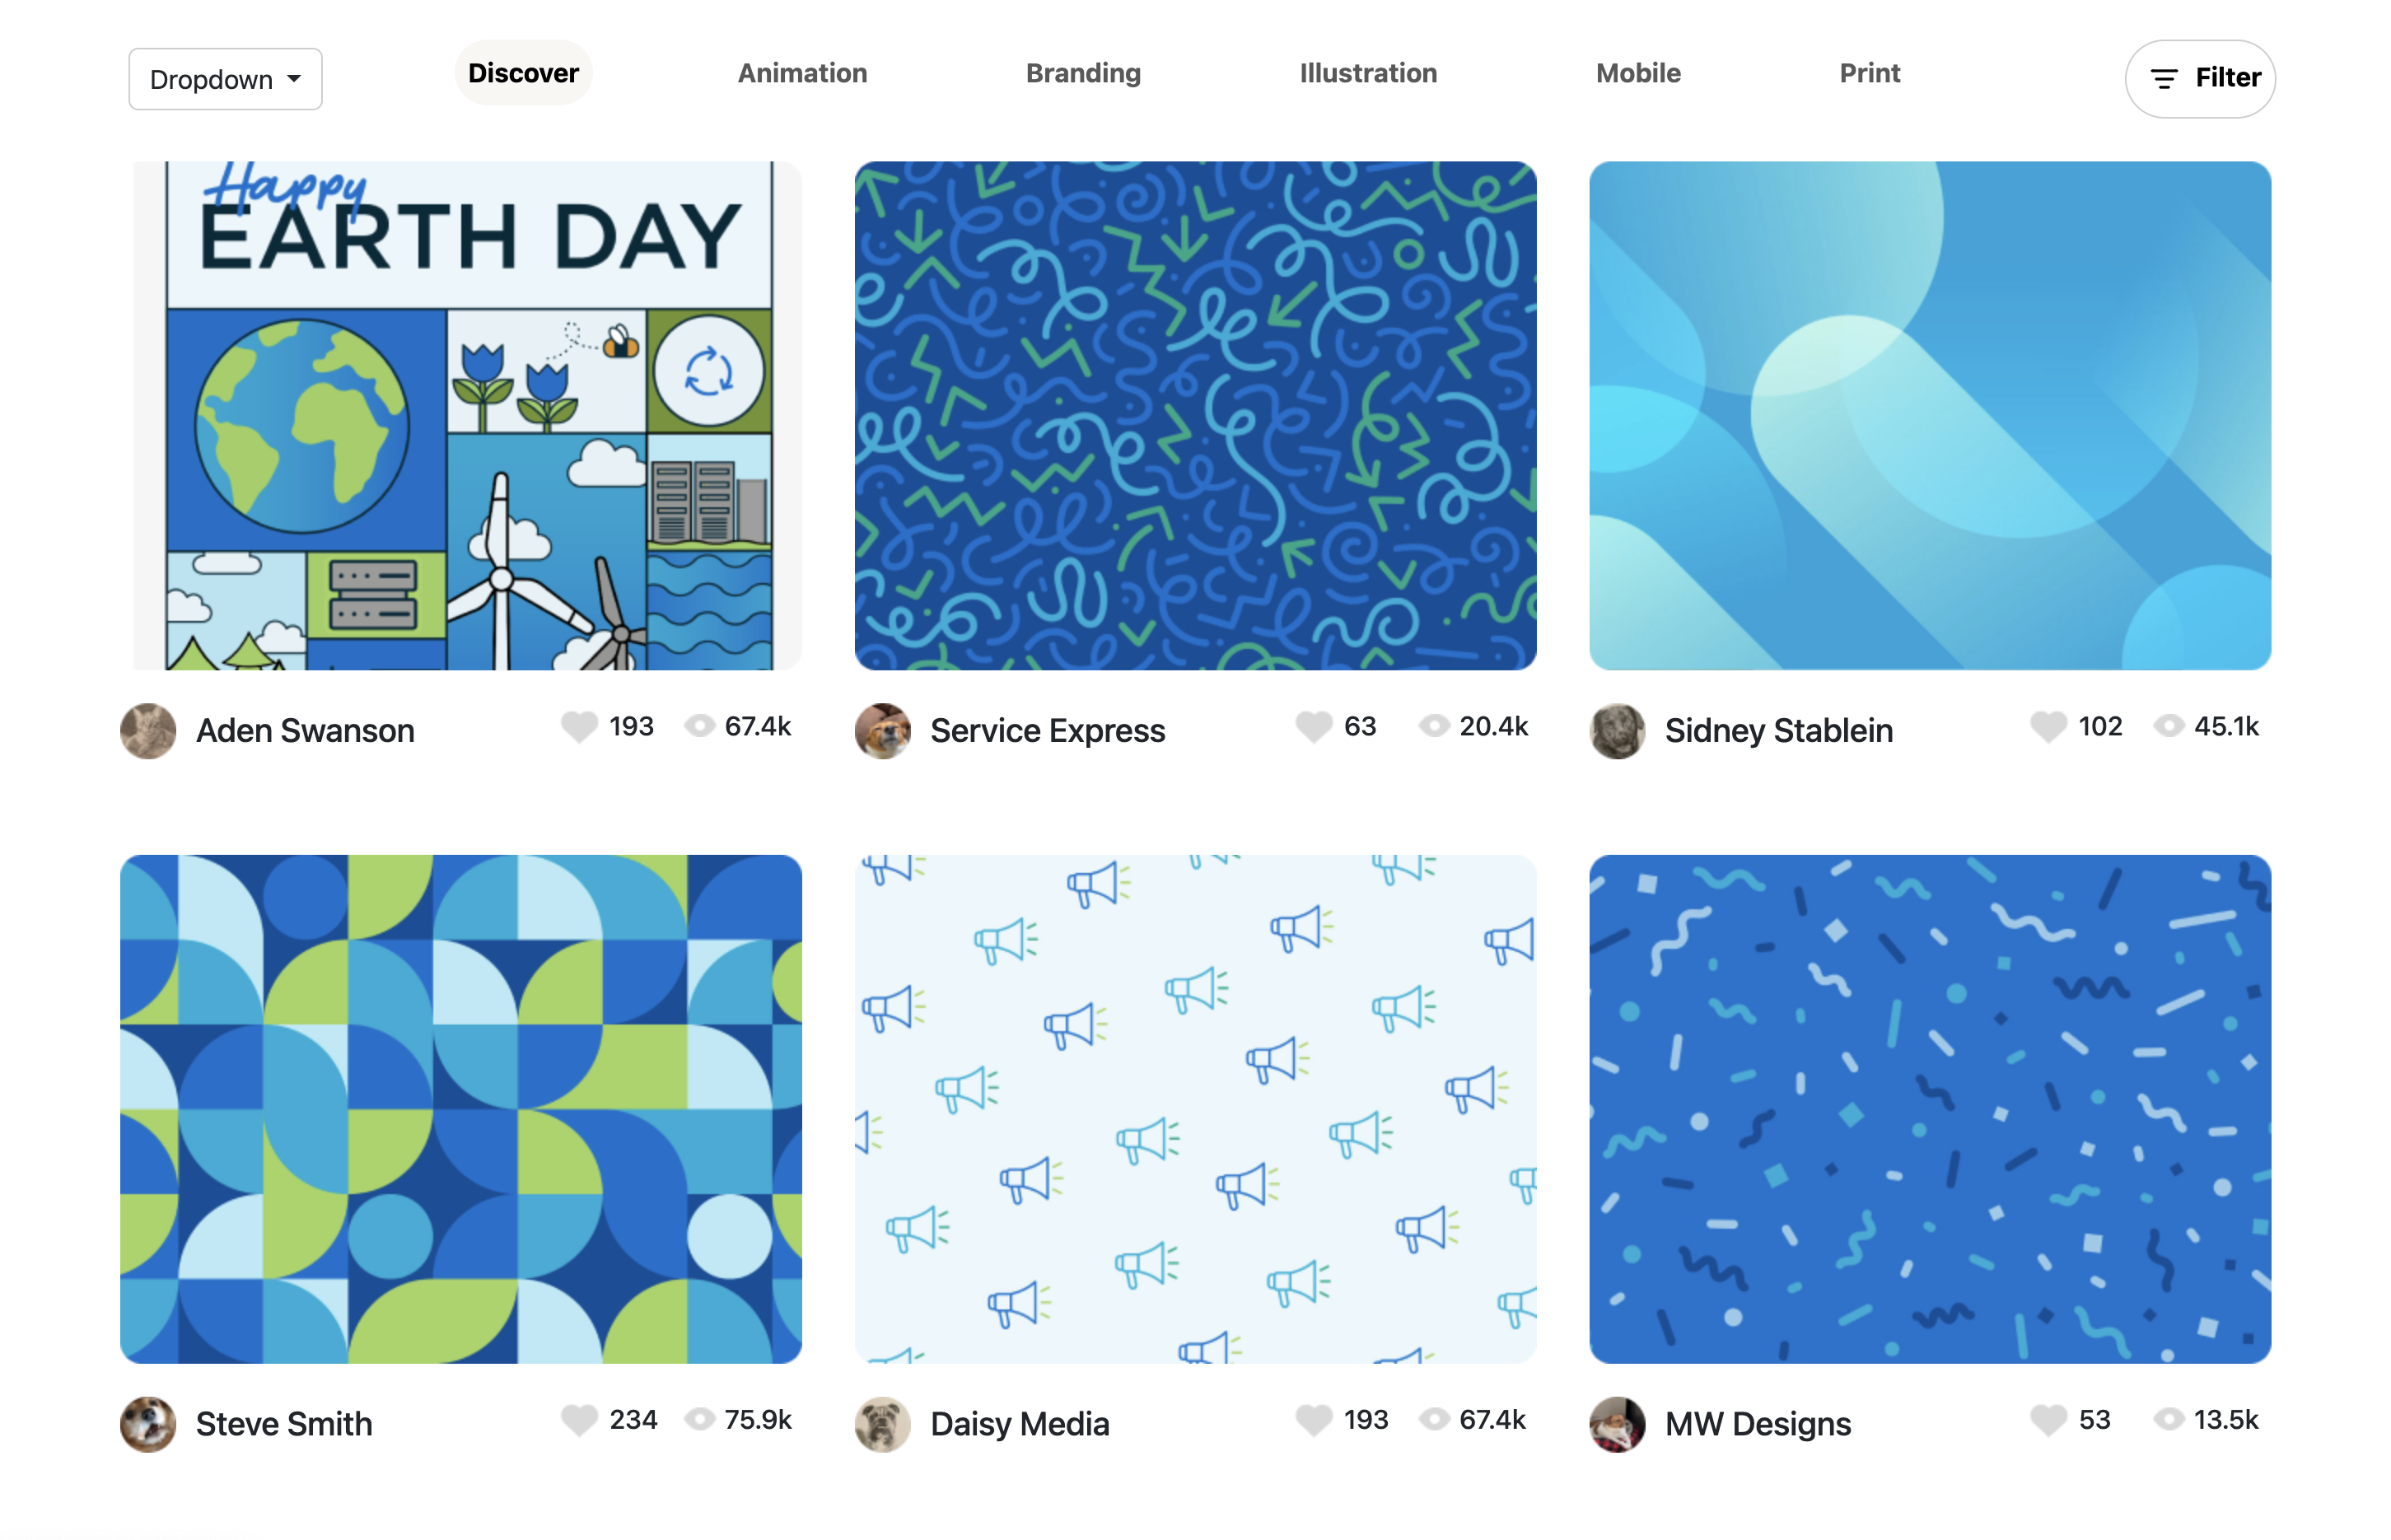 Dropdown Discover Animation Branding Illustration Mobile Print Filter
Happy
EARTH DAY
Aden Swanson 193 67.4k
Service Express 63 20.4k
Sidney Stablein 102 45.1k
Steve Smith 234 75.9k
Daisy Media 193 67.4k
MW Designs 53 13.5k